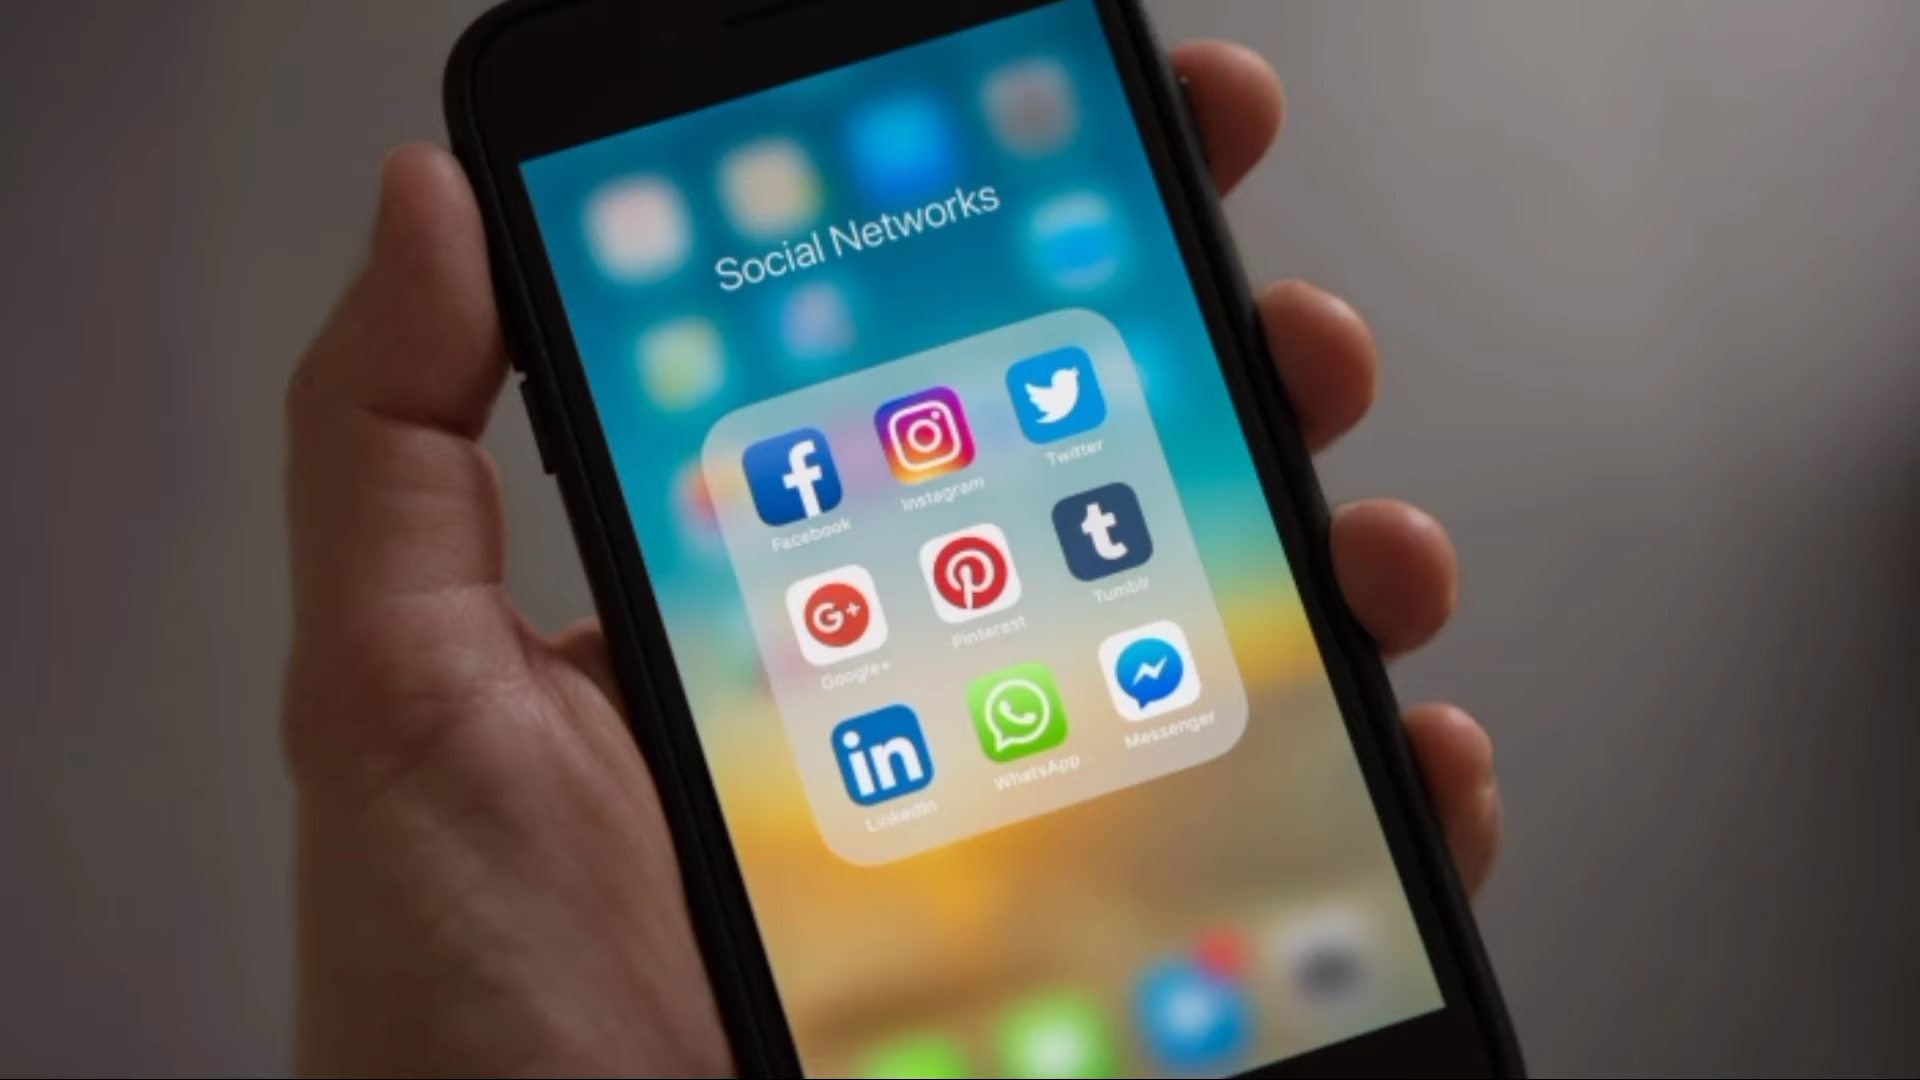 Social Networks
Facebook
Instagram
Twitter
Google+
Pinterest
Tumblr
LinkedIn
WhatsApp
Messenger